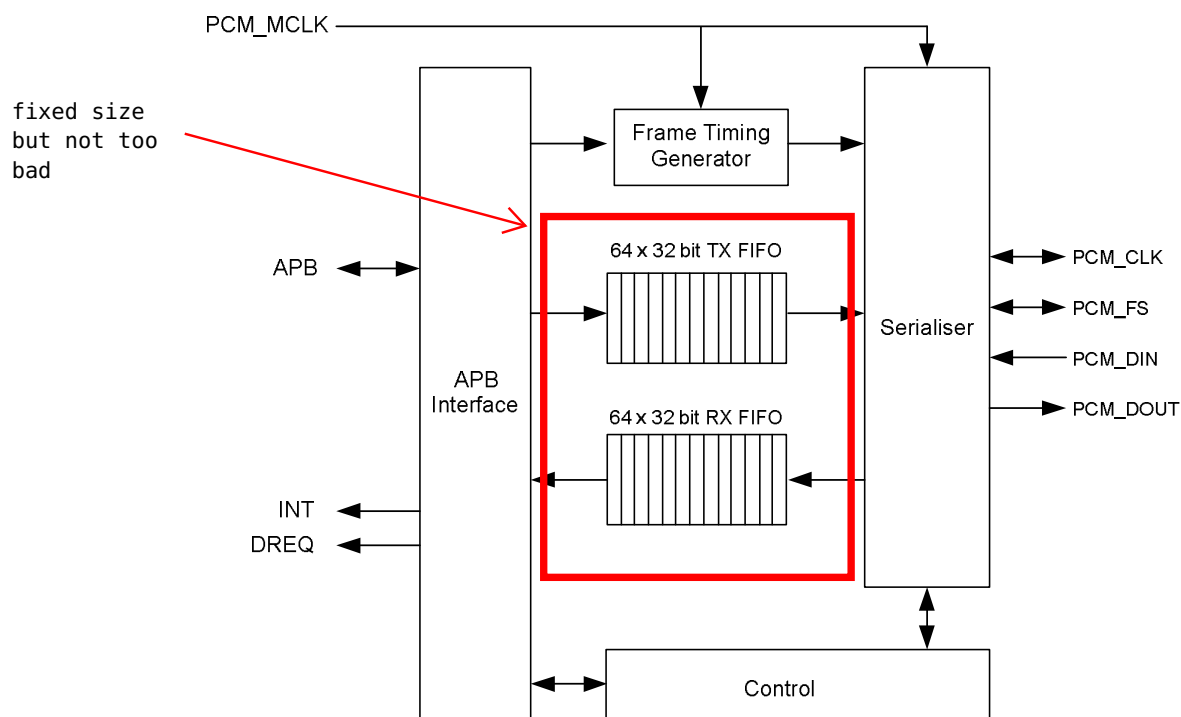 PCM_MCLK
fixed size
but not too
bad
Frame Timing
Generator
64 x 32 bit TX FIFO
APB
PCM_CLK
PCM_FS
Serialiser
PCM_DIN
APB
Interface
PCM_DOUT
64 x 32 bit RX FIFO
INT
DREQ
Control